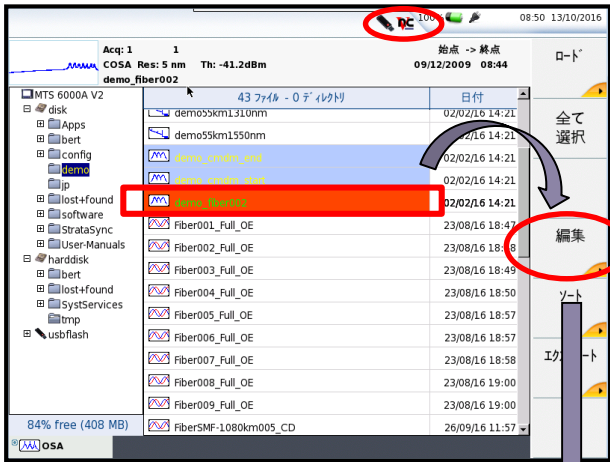 100%
08:50 13/10/2016
Acq: 1 1
COSA Res: 5 nm Th: -41.2dBm
始点 -> 終点
09/12/2009 08:44
demo_fiber002
ロード
MTS 6000A V2
disk
Apps
bert
config
demo
jp
lost+found
software
StrataSync
User-Manuals
harddisk
bert
lost+found
SystServices
tmp
usbflash
84% free (408 MB)
OSA
43 ファイル - 0 ディレクトリ 日付
demo55km1310nm 02/02/16 14:21
demo55km1550nm 02/02/16 14:21
demo_cmdm_end 02/02/16 14:21
demo_cmdm_start 02/02/16 14:21
demo_fiber002 02/02/16 14:21
Fiber001_Full_OE 23/08/16 18:47
Fiber002_Full_OE 23/08/16 18:48
Fiber003_Full_OE 23/08/16 18:49
Fiber004_Full_OE 23/08/16 18:50
Fiber005_Full_OE 23/08/16 18:57
Fiber006_Full_OE 23/08/16 18:57
Fiber007_Full_OE 23/08/16 18:58
Fiber008_Full_OE 23/08/16 19:00
Fiber009_Full_OE 23/08/16 19:00
FiberSMF-1080km005_CD 26/09/16 11:57
全て
選択
編集
ソート